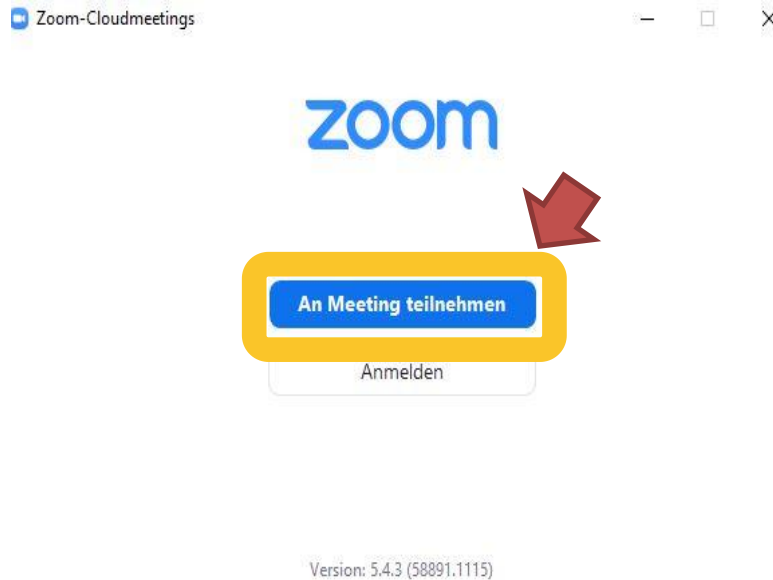 Zoom-Cloudmeetings
zoom
An Meeting teilnehmen
Anmelden
Version: 5.4.3 (58891.1115)